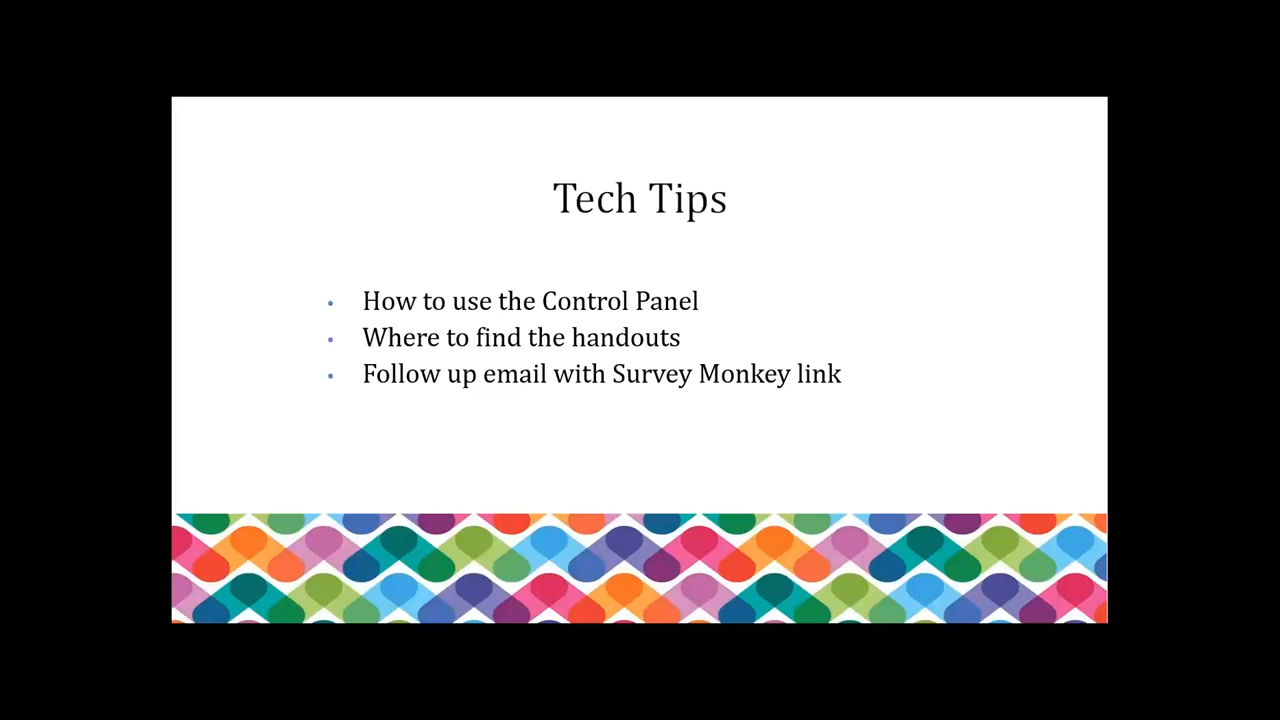 Tech Tips
• How to use the Control Panel
• Where to find the handouts
• Follow up email with Survey Monkey link